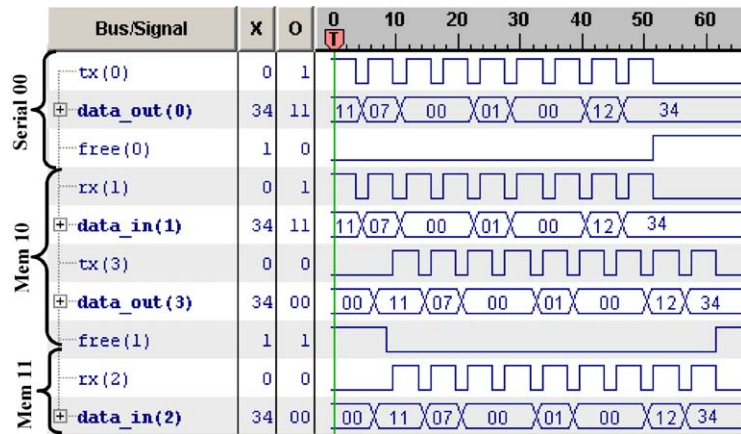 Bus/Signal X O 0 10 20 30 40 50 60
T
Serial 00
tx(0) 0 1
data_out(0) 34 11 11 07 00 01 00 12 34
free(0) 1 0
Mem 10
rx(1) 0 1
data_in(1) 34 11 11 07 00 01 00 12 34
tx(3) 0 0
data_out(3) 34 00 00 11 07 00 01 00 12 34
free(1) 1 1
Mem 11
rx(2) 0 0
data_in(2) 34 00 00 11 07 00 01 00 12 34